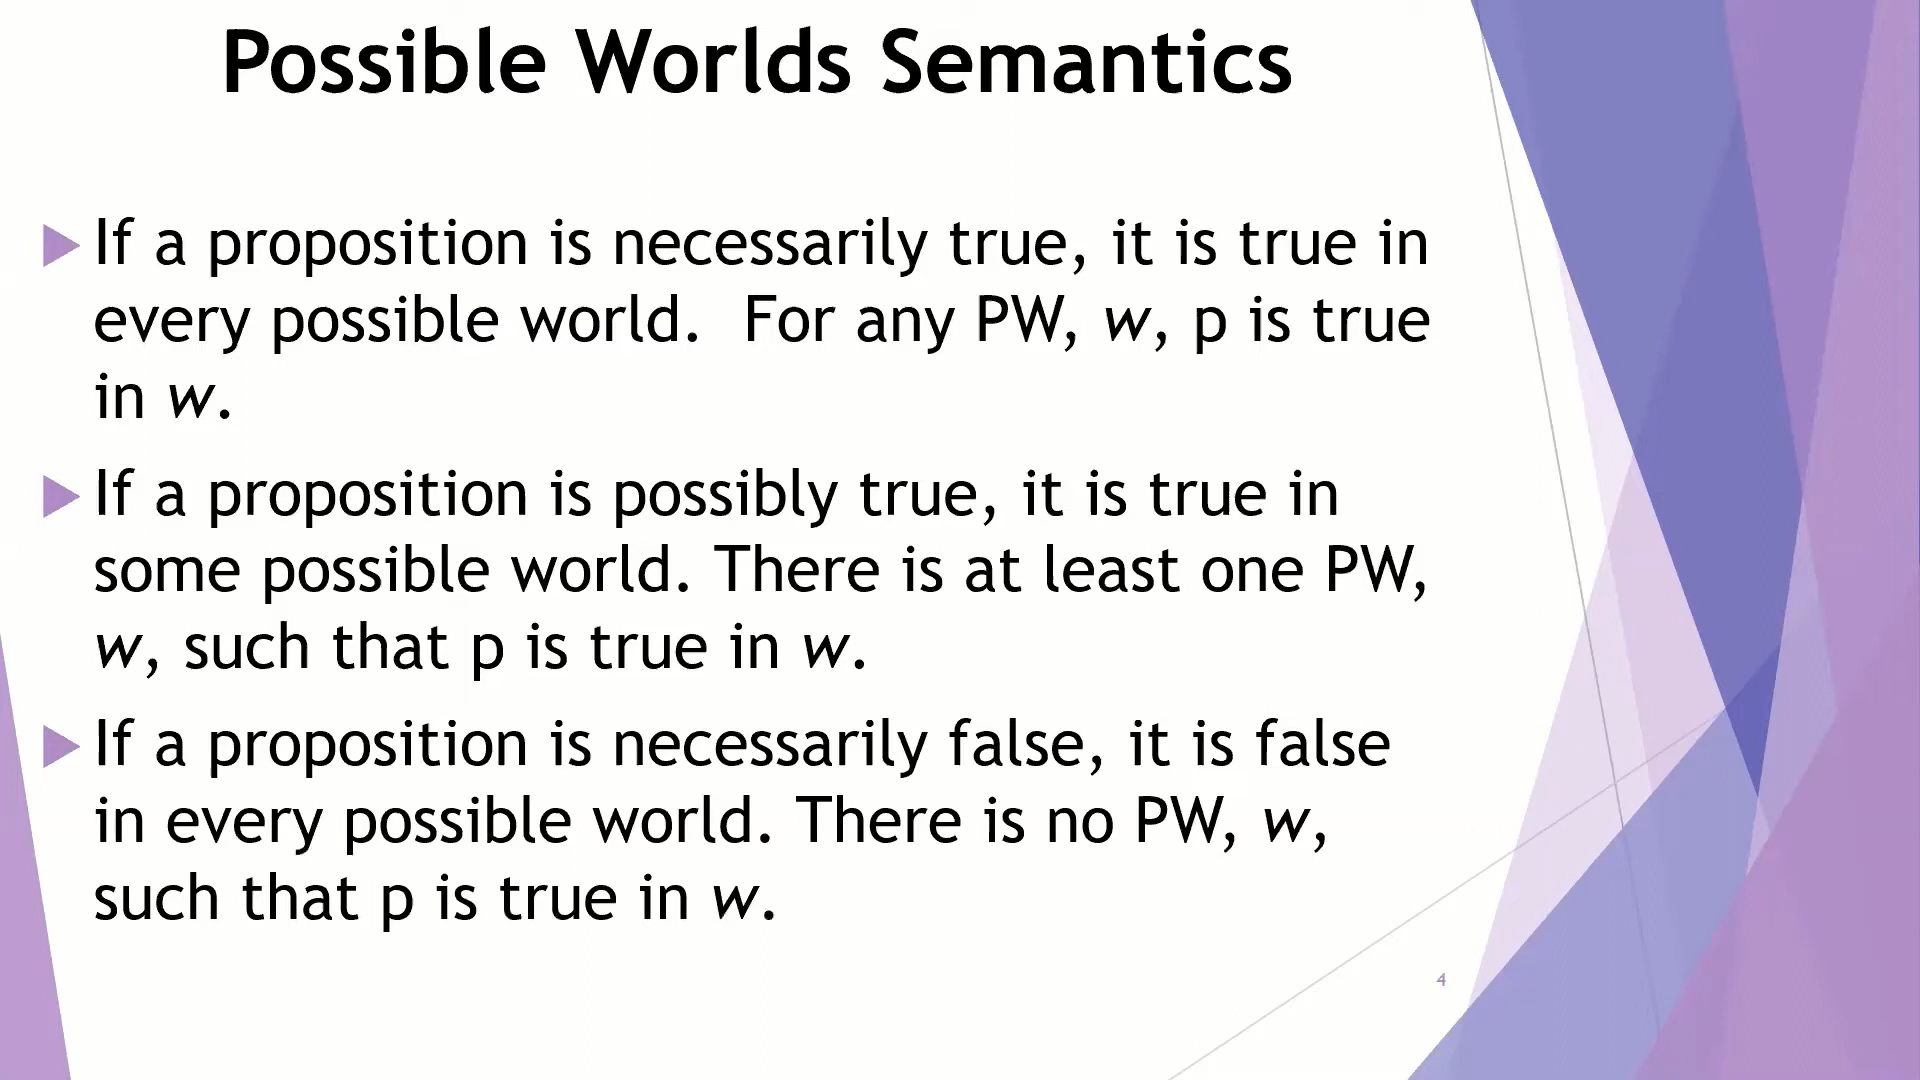 Possible Worlds Semantics
If a proposition is necessarily true, it is true in
every possible world.  For any PW, w, p is true
in w.
If a proposition is possibly true, it is true in
some possible world. There is at least one PW,
w, such that p is true in w.
If a proposition is necessarily false, it is false
in every possible world. There is no PW, w,
such that p is true in w.
4